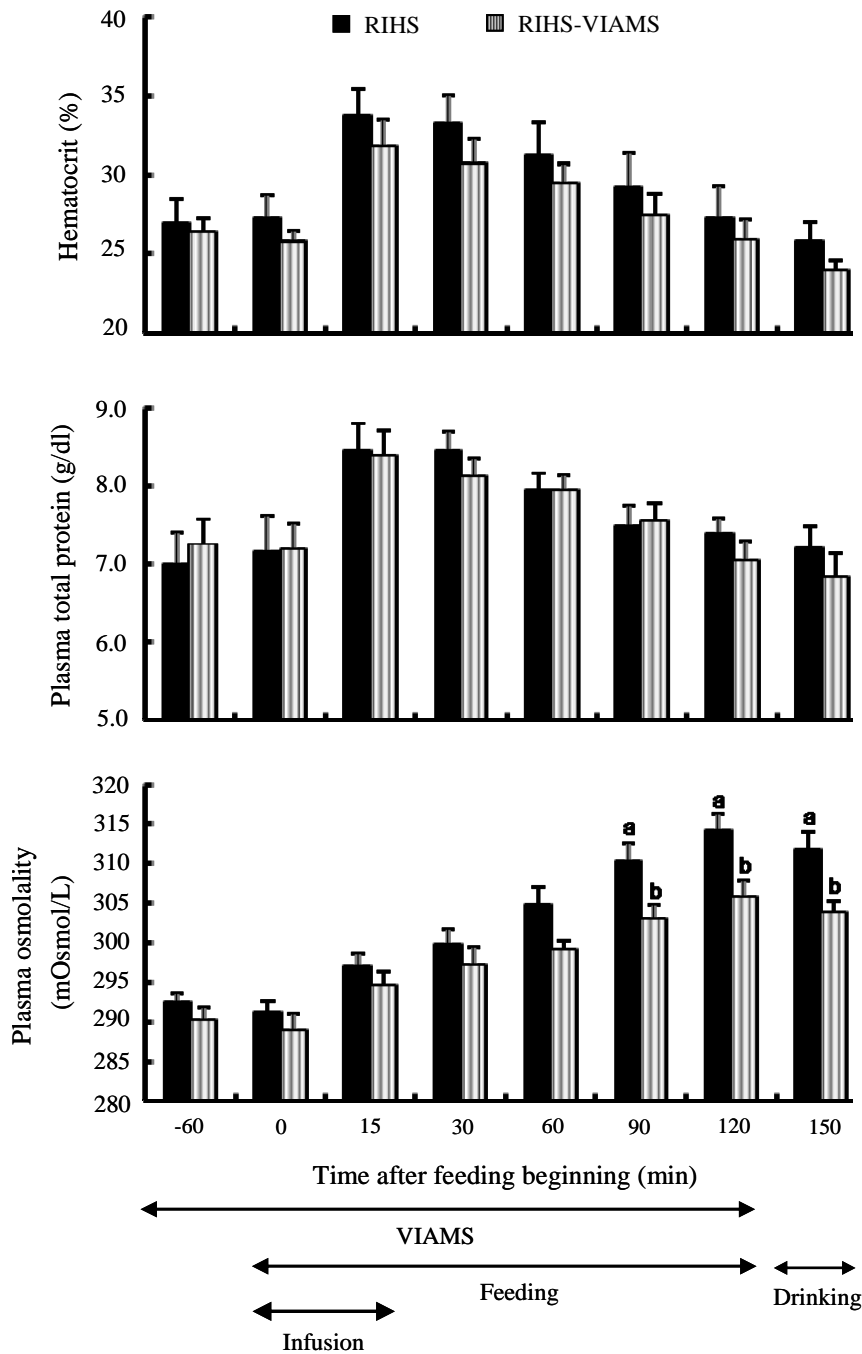 RIHS RIHS-VIAMS
40
35
30
25
20
Hematocrit (%)
9.0
8.0
7.0
6.0
5.0
Plasma total protein (g/dl)
320
315
310
305
300
295
290
285
280
Plasma osmolality
(mOsmol/L)
a a a
b b b
-60 0 15 30 60 90 120 150
Time after feeding beginning (min)
VIAMS
Feeding
Drinking
Infusion